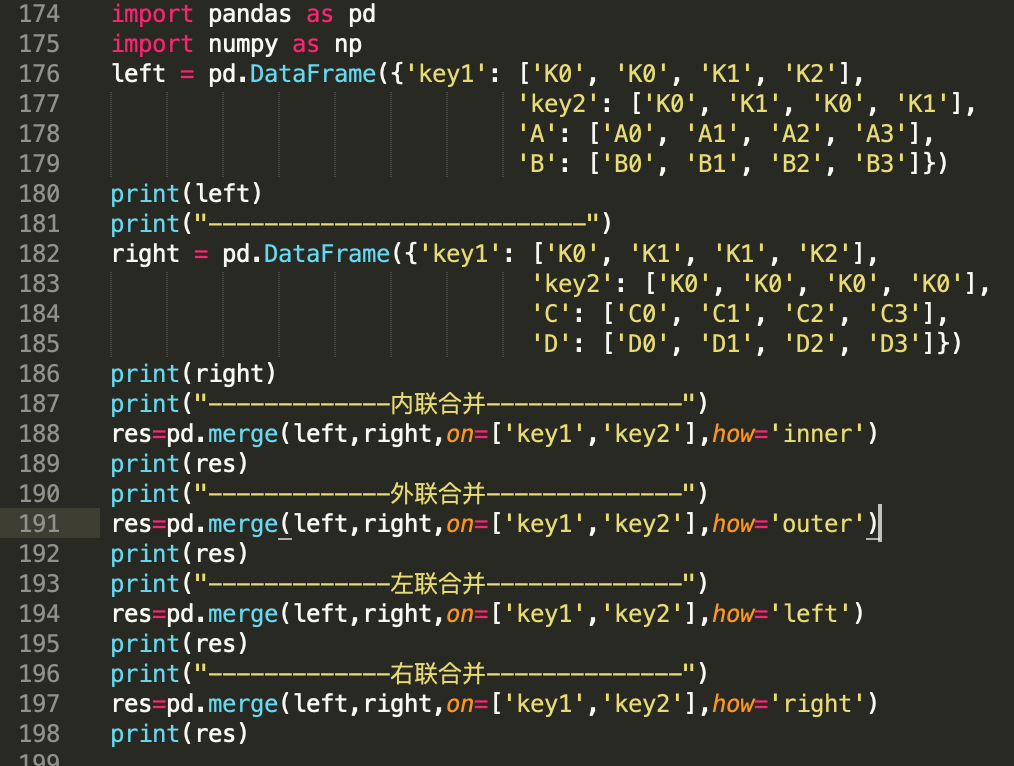 174 import pandas as pd
175 import numpy as np
176 left = pd.DataFrame({'key1': ['K0', 'K0', 'K1', 'K2'],
177 'key2': ['K0', 'K1', 'K0', 'K1'],
178 'A': ['A0', 'A1', 'A2', 'A3'],
179 'B': ['B0', 'B1', 'B2', 'B3']})
180 print(left)
181 print("---------------------------")
182 right = pd.DataFrame({'key1': ['K0', 'K1', 'K1', 'K2'],
183 'key2': ['K0', 'K0', 'K0', 'K0'],
184 'C': ['C0', 'C1', 'C2', 'C3'],
185 'D': ['D0', 'D1', 'D2', 'D3']})
186 print(right)
187 print("-------------内联合并--------------")
188 res=pd.merge(left,right,on=['key1','key2'],how='inner')
189 print(res)
190 print("-------------外联合并--------------")
191 res=pd.merge(left,right,on=['key1','key2'],how='outer')
192 print(res)
193 print("-------------左联合并--------------")
194 res=pd.merge(left,right,on=['key1','key2'],how='left')
195 print(res)
196 print("-------------右联合并--------------")
197 res=pd.merge(left,right,on=['key1','key2'],how='right')
198 print(res)
199